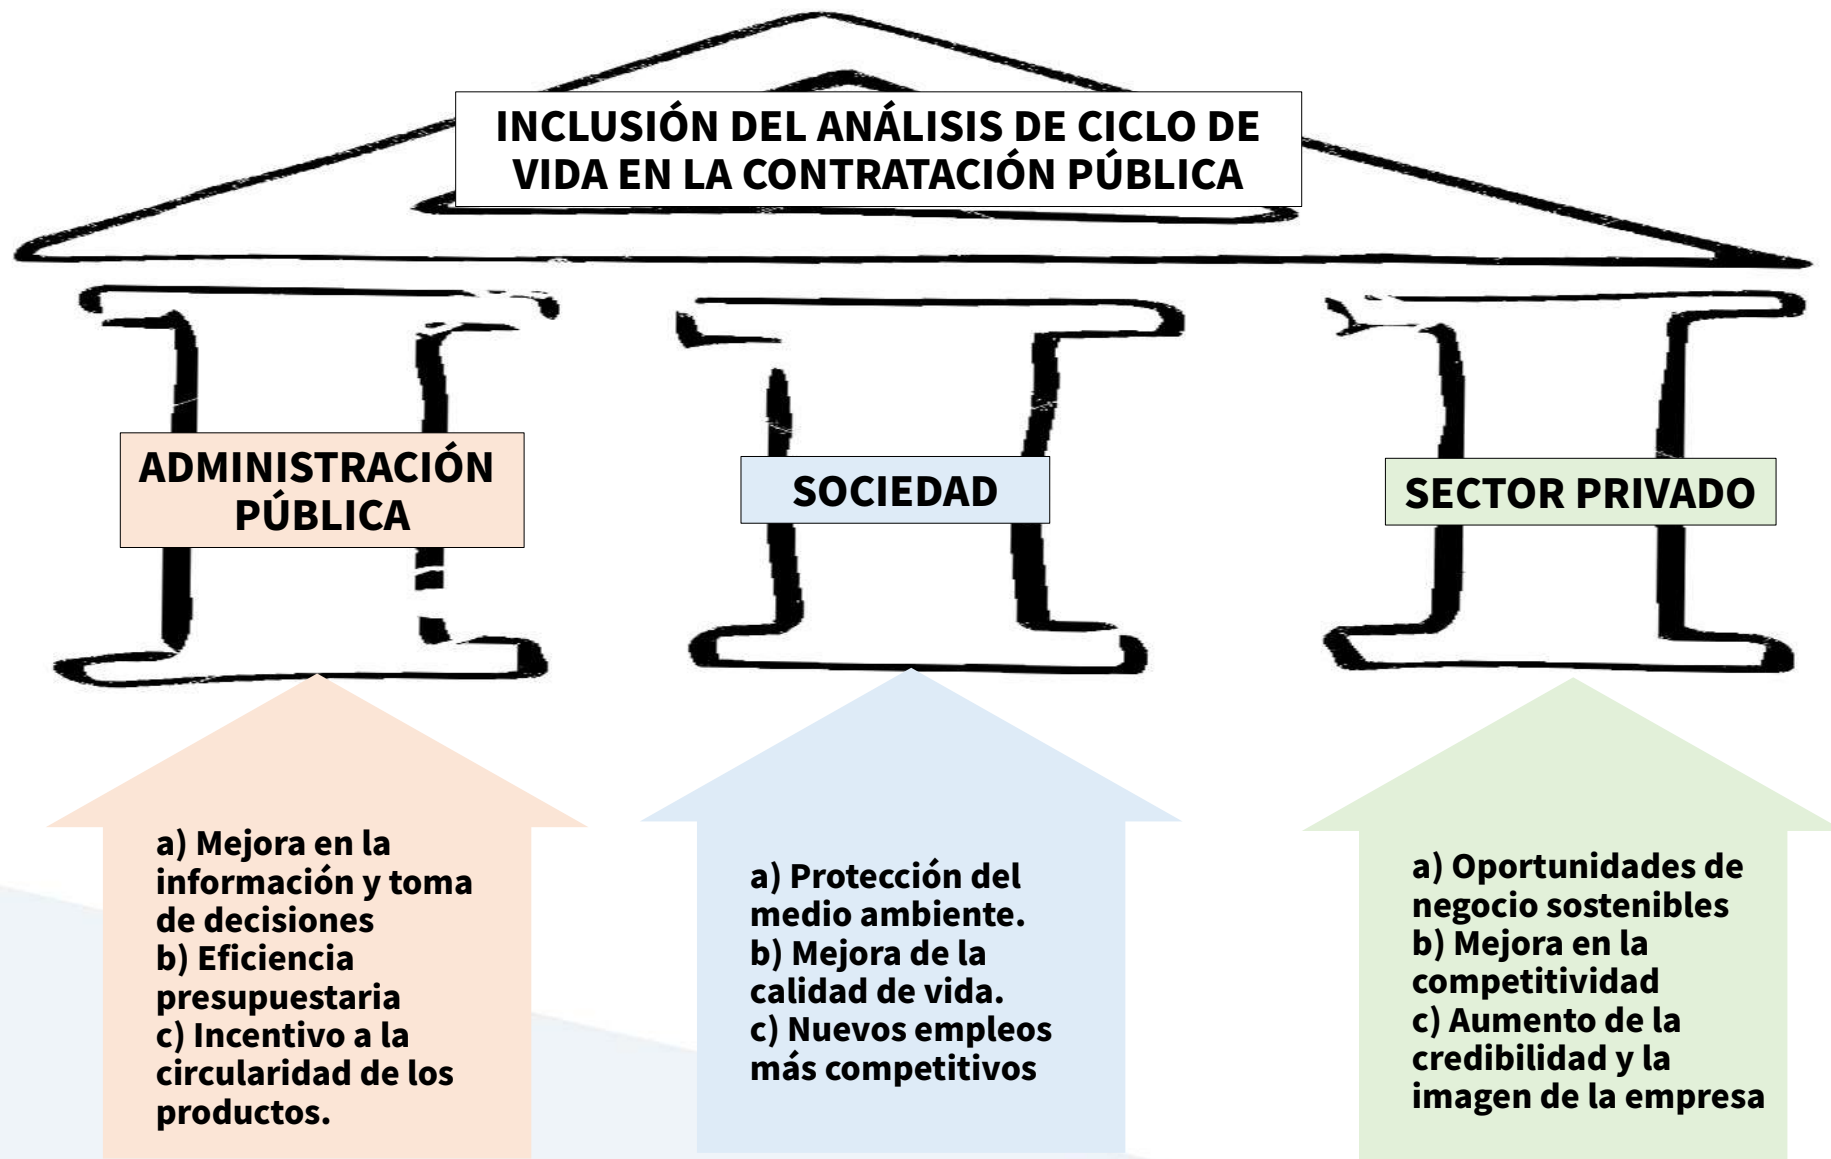 INCLUSIÓN DEL ANÁLISIS DE CICLO DE
VIDA EN LA CONTRATACIÓN PÚBLICA
ADMINISTRACIÓN
PÚBLICA
SOCIEDAD
SECTOR PRIVADO
a) Mejora en la
información y toma
de decisiones
b) Eficiencia
presupuestaria
c) Incentivo a la
circularidad de los
productos.
a) Protección del
medio ambiente.
b) Mejora de la
calidad de vida.
c) Nuevos empleos
más competitivos
a) Oportunidades de
negocio sostenibles
b) Mejora en la
competitividad
c) Aumento de la
credibilidad y la
imagen de la empresa